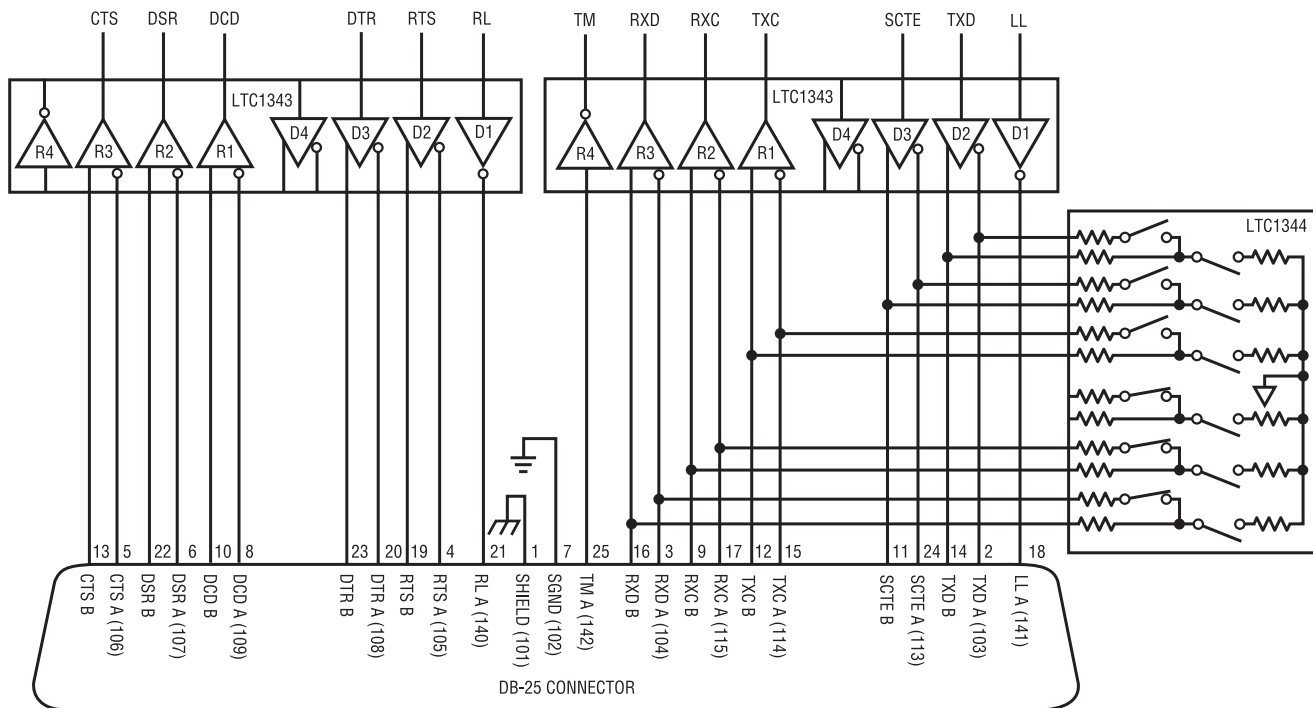 CTS DSR DCD DTR RTS RL TM RXD RXC TXC SCTE TXD LL
LTC1343
R4 R3 R2 R1 D4 D3 D2 D1
LTC1343
R4 R3 R2 R1 D4 D3 D2 D1
LTC1344
13 5 22 6 10 8 23 20 19 4 21 1 7 25 16 3 9 17 12 15 11 24 14 2 18
CTS B
CTS A (106)
DSR B
DSR A (107)
DCD B
DCD A (109)
DTR B
DTR A (108)
RTS B
RTS A (105)
RL A (140)
SHIELD (101)
SGND (102)
TM A (142)
RXD B
RXD A (104)
RXC B
RXC A (115)
TXC B
TXC A (114)
SCTE B
SCTE A (113)
TXD B
TXD A (103)
LL A (141)
DB-25 CONNECTOR